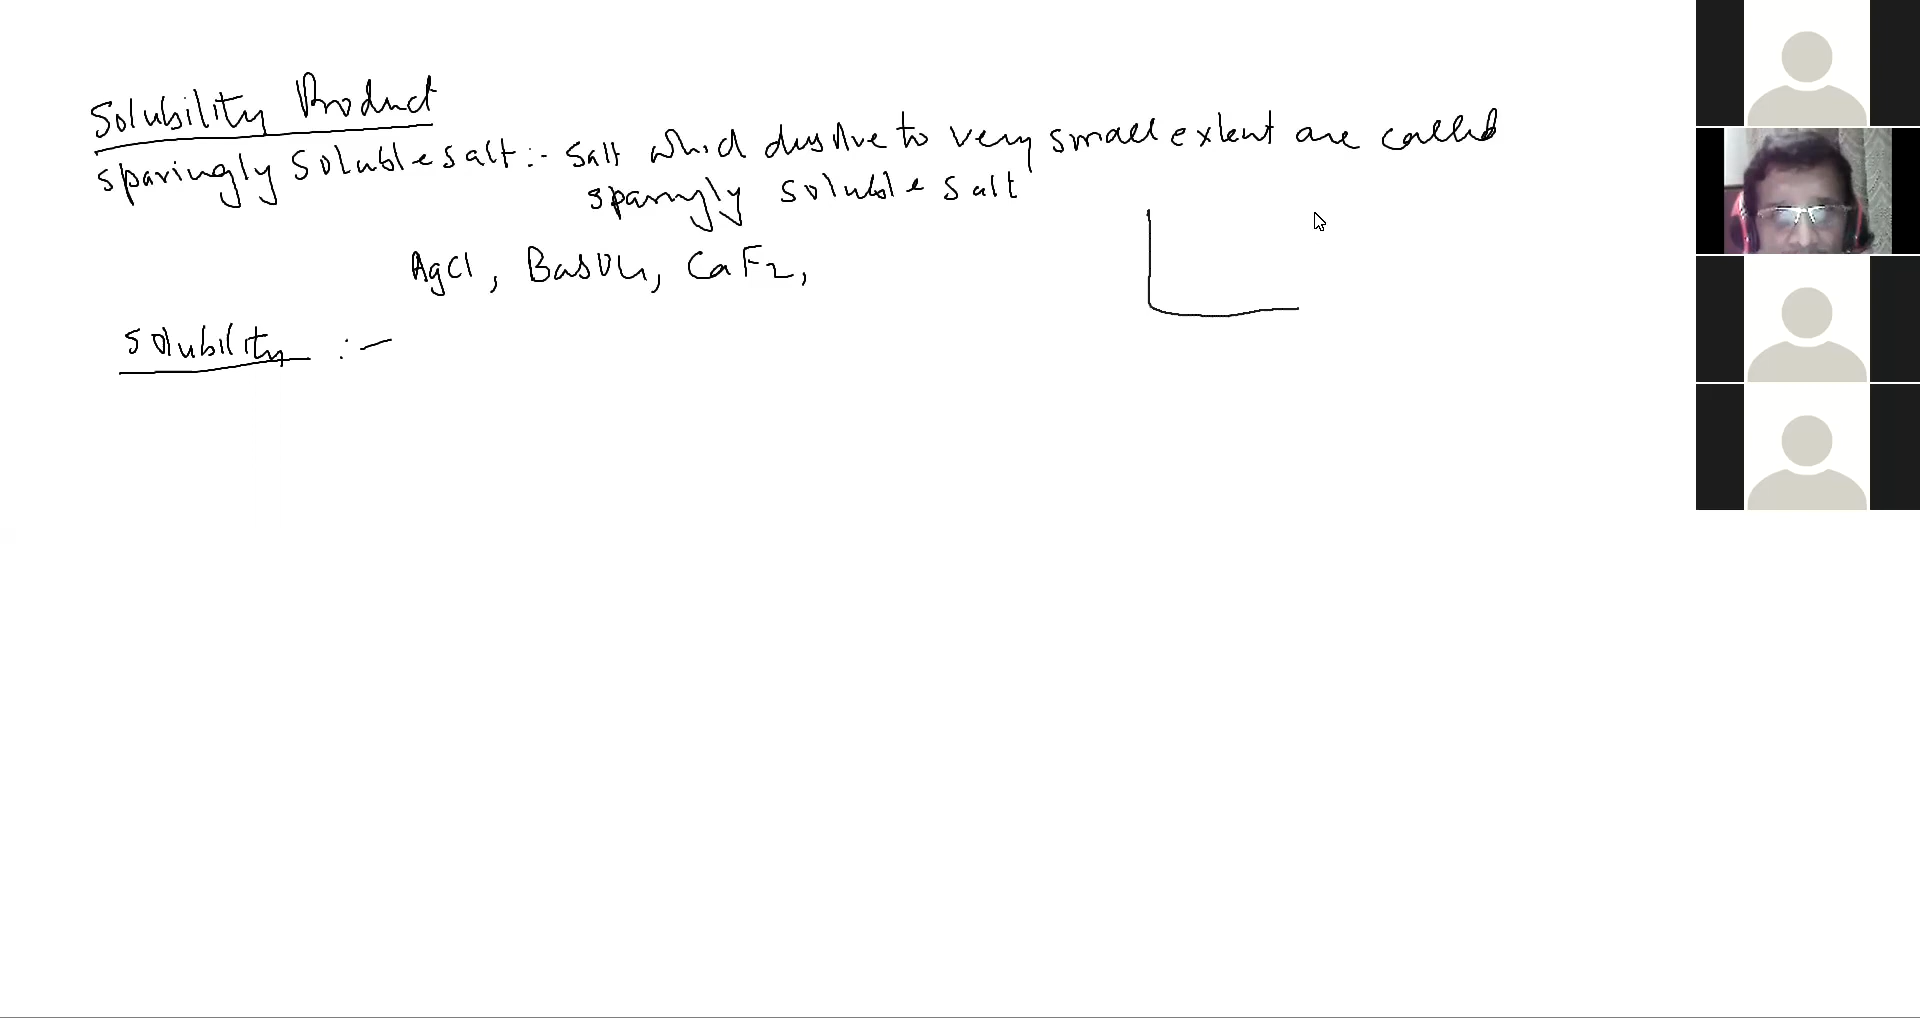 Solubility Product
sparingly soluble salt :- Salt which dissolve to very small extent are called
sparingly soluble salt
AgCl, BaSO4, CaF2,
Solubility :-